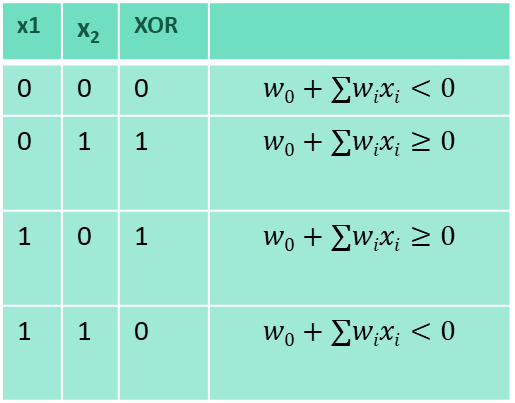 x1 x₂ XOR
0 0 0 w₀ + ∑wᵢxᵢ < 0
0 1 1 w₀ + ∑wᵢxᵢ ≥ 0
1 0 1 w₀ + ∑wᵢxᵢ ≥ 0
1 1 0 w₀ + ∑wᵢxᵢ < 0